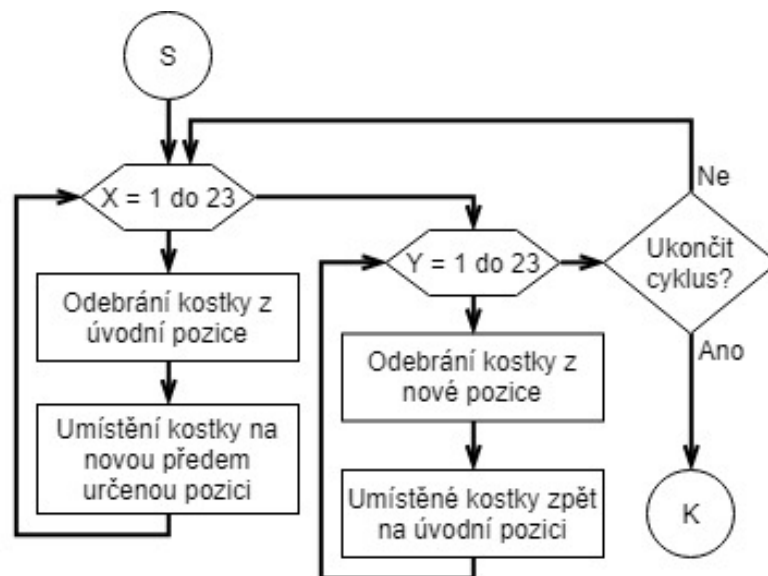 S
X = 1 do 23
Odebrání kostky z
úvodní pozice
Umístění kostky na
novou předem
určenou pozici
Y = 1 do 23
Odebrání kostky z
nové pozice
Umístěné kostky zpět
na úvodní pozici
Ne
Ukončit
cyklus?
Ano
K